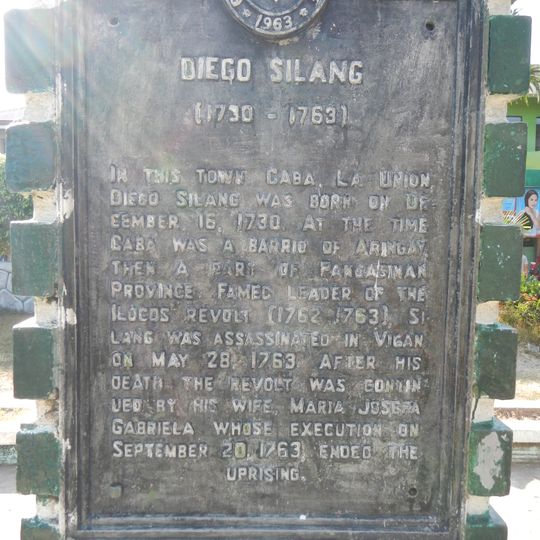 1963
DIEGO SILANG
(1730 - 1763)
IN THIS TOWN CABA, LA UNION,
DIEGO SILANG WAS BORN ON DE
CEMBER 16, 1730. AT THE TIME
CABA WAS A BARRIO OF ARINGAY
THEN A PART OF PANGASINAN
PROVINCE. FAMED LEADER OF THE
ILOCOS REVOLT (1762-1763), SI
LANG WAS ASSASSINATED IN VIGAN
ON MAY 28, 1763. AFTER HIS
DEATH THE REVOLT WAS CONTIN
UED BY HIS WIFE, MARIA JOSEFA
GABRIELA WHOSE EXECUTION ON
SEPTEMBER 20, 1763, ENDED THE
UPRISING.